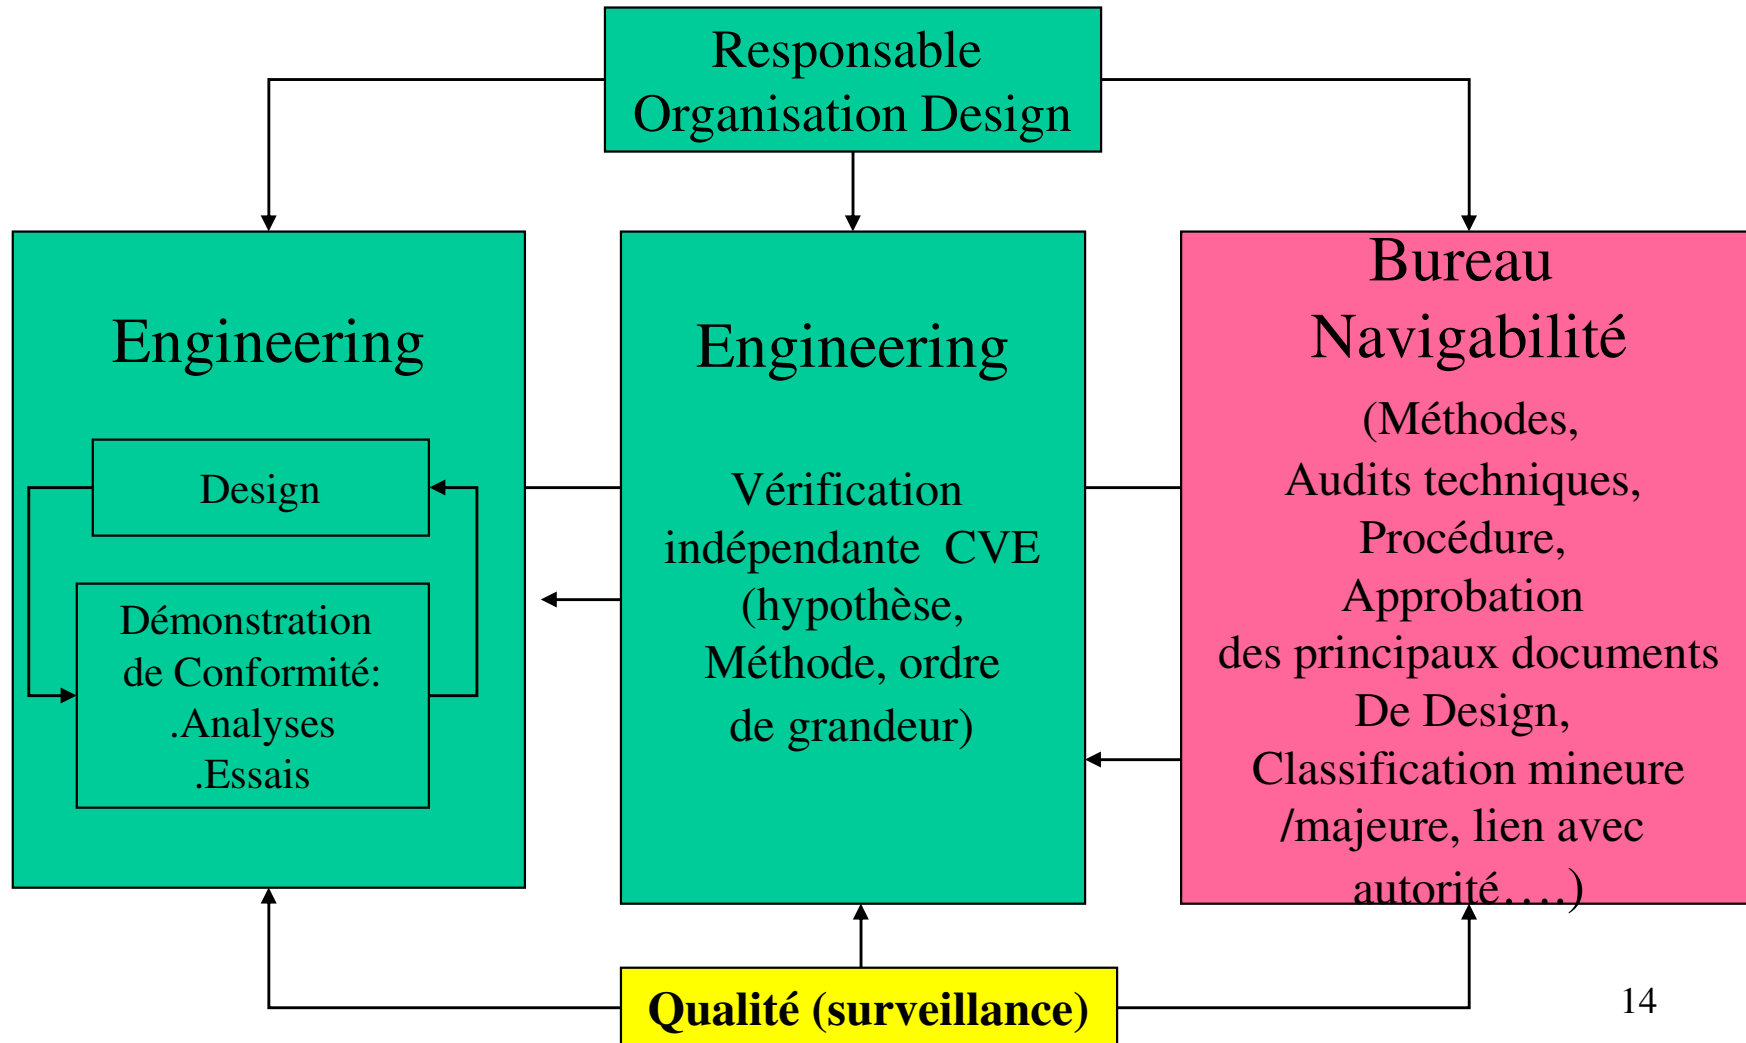 Responsable
Organisation Design
Engineering
Design
Démonstration
de Conformité:
.Analyses
.Essais
Engineering
Vérification
indépendante CVE
(hypothèse,
Méthode, ordre
de grandeur)
Bureau
Navigabilité
(Méthodes,
Audits techniques,
Procédure,
Approbation
des principaux documents
De Design,
Classification mineure
/majeure, lien avec
autorité….)
Qualité (surveillance)
14